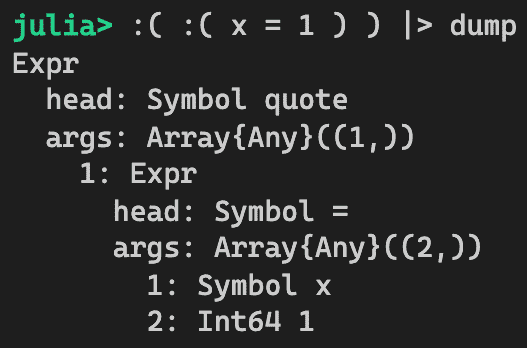 julia> :( :( x = 1 ) ) |> dump
Expr
  head: Symbol quote
  args: Array{Any}((1,))
    1: Expr
      head: Symbol =
      args: Array{Any}((2,))
        1: Symbol x
        2: Int64 1